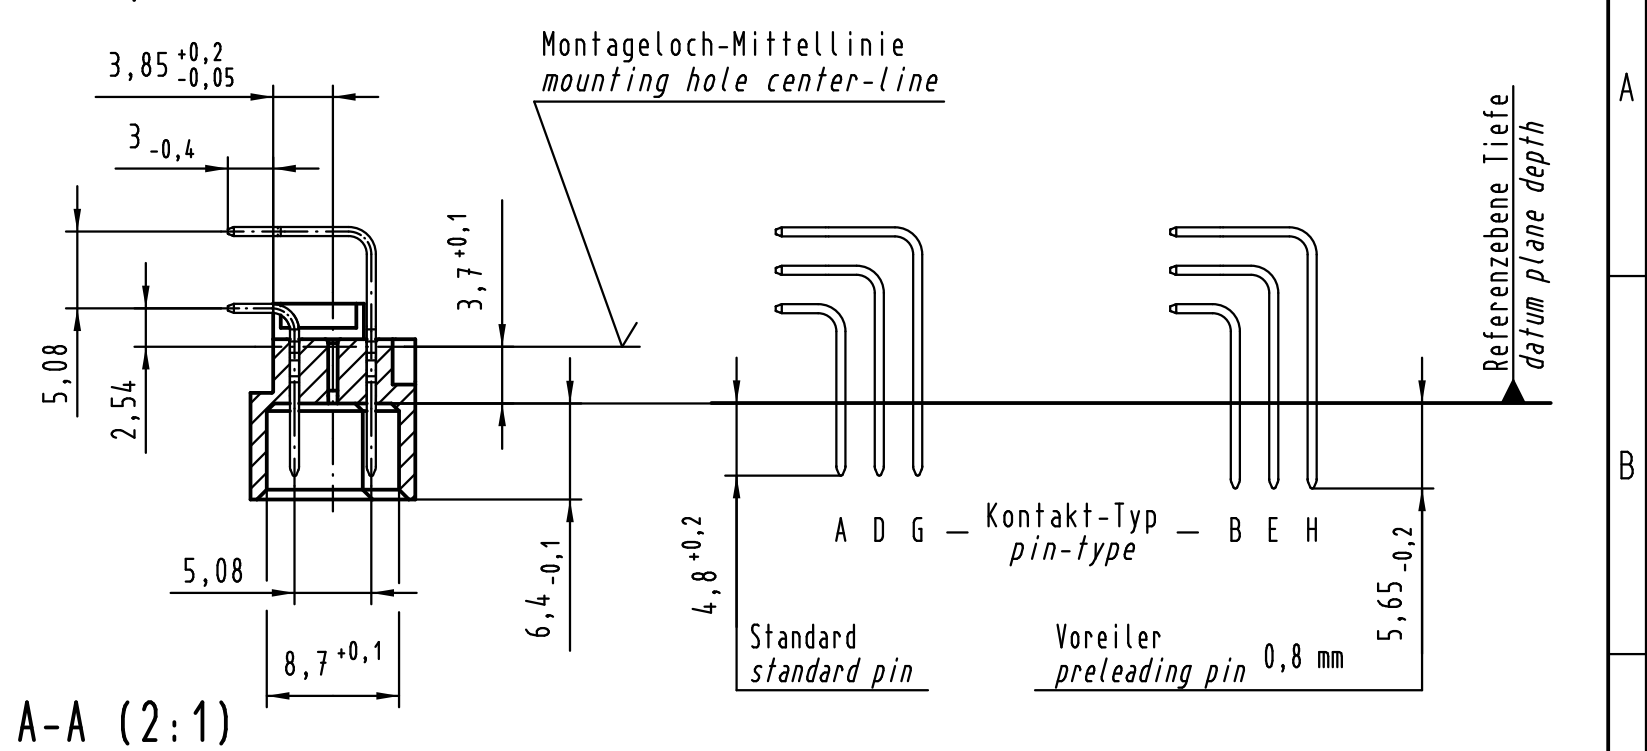 Montageloch-Mittellinie
mounting hole center-line
3,85 +0,2 -0,05
3 -0,4
5,08
2,54
3,7 +0,1
5,08
8,7 +0,1
6,4 -0,1
A-A (2:1)
A D G — Kontakt-Typ — B E H
pin-type
4,8 +0,2
Standard
standard pin
Voreiler
preleading pin 0,8 mm
5,65 -0,2
Referenzebene Tiefe
datum plane depth
A
B